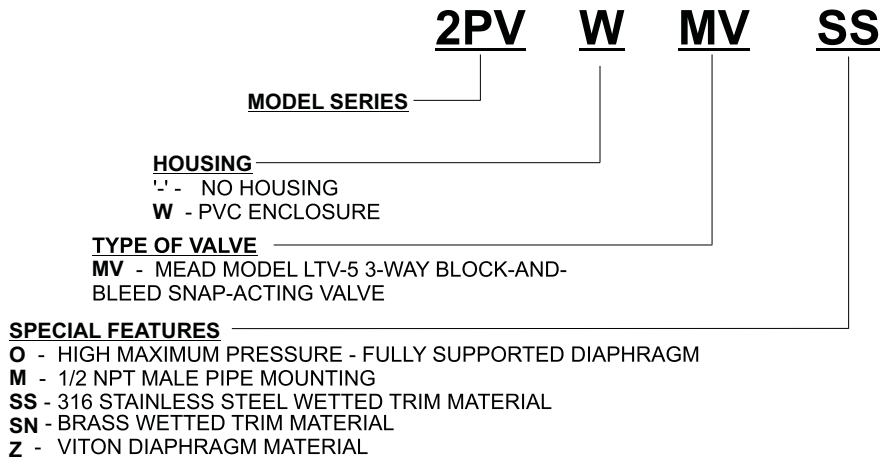 2PV W MV SS
MODEL SERIES
HOUSING
'-' - NO HOUSING
W - PVC ENCLOSURE
TYPE OF VALVE
MV - MEAD MODEL LTV-5 3-WAY BLOCK-AND-
BLEED SNAP-ACTING VALVE
SPECIAL FEATURES
O - HIGH MAXIMUM PRESSURE - FULLY SUPPORTED DIAPHRAGM
M - 1/2 NPT MALE PIPE MOUNTING
SS - 316 STAINLESS STEEL WETTED TRIM MATERIAL
SN - BRASS WETTED TRIM MATERIAL
Z - VITON DIAPHRAGM MATERIAL